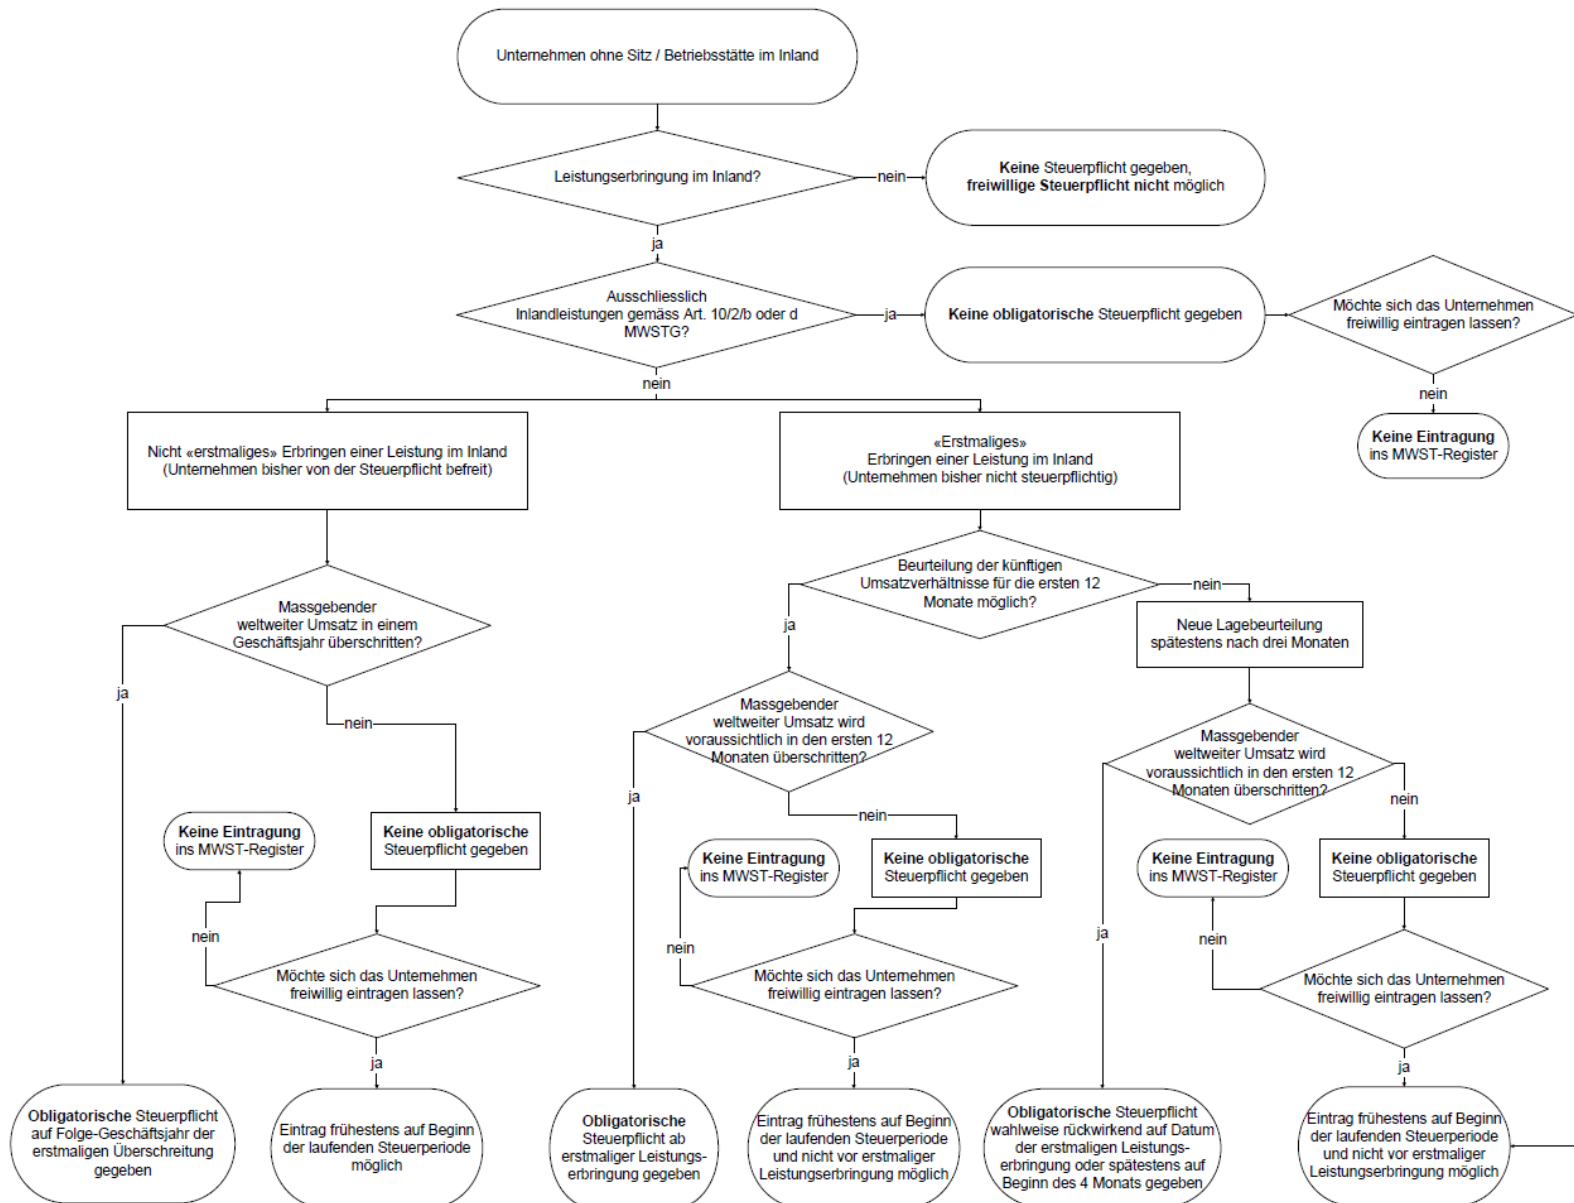 Unternehmen ohne Sitz / Betriebsstätte im Inland
Leistungserbringung im Inland?
nein
Keine Steuerpflicht gegeben,
freiwillige Steuerpflicht nicht möglich
ja
Ausschliesslich
Inlandleistungen gemäss Art. 10/2/b oder d
MWSTG?
ja
Keine obligatorische Steuerpflicht gegeben
Möchte sich das Unternehmen
freiwillig eintragen lassen?
nein
Keine Eintragung
ins MWST-Register
nein
Nicht «erstmaliges» Erbringen einer Leistung im Inland
(Unternehmen bisher von der Steuerpflicht befreit)
«Erstmaliges»
Erbringen einer Leistung im Inland
(Unternehmen bisher nicht steuerpflichtig)
Massgebender
weltweiter Umsatz in einem
Geschäftsjahr überschritten?
ja
nein
Keine Eintragung
ins MWST-Register
Keine obligatorische
Steuerpflicht gegeben
nein
Möchte sich das Unternehmen
freiwillig eintragen lassen?
ja
Obligatorische Steuerpflicht
auf Folge-Geschäftsjahr der
erstmaligen Überschreitung
gegeben
Eintrag frühestens auf Beginn
der laufenden Steuerperiode
möglich
Beurteilung der künftigen
Umsatzverhältnisse für die ersten 12
Monate möglich?
ja
nein
Massgebender
weltweiter Umsatz wird
voraussichtlich in den ersten 12
Monaten überschritten?
ja
nein
Keine Eintragung
ins MWST-Register
Keine obligatorische
Steuerpflicht gegeben
nein
Möchte sich das Unternehmen
freiwillig eintragen lassen?
ja
Obligatorische
Steuerpflicht ab
erstmaliger Leistungs-
erbringung gegeben
Eintrag frühestens auf Beginn
der laufenden Steuerperiode
und nicht vor erstmaliger
Leistungserbringung möglich
Neue Lagebeurteilung
spätestens nach drei Monaten
Massgebender
weltweiter Umsatz wird
voraussichtlich in den ersten 12
Monaten überschritten?
ja
nein
Keine Eintragung
ins MWST-Register
Keine obligatorische
Steuerpflicht gegeben
nein
Möchte sich das Unternehmen
freiwillig eintragen lassen?
ja
Obligatorische Steuerpflicht
wahlweise rückwirkend auf Datum
der erstmaligen Leistungs-
erbringung oder spätestens auf
Beginn des 4 Monats gegeben
Eintrag frühestens auf Beginn
der laufenden Steuerperiode
und nicht vor erstmaliger
Leistungserbringung möglich